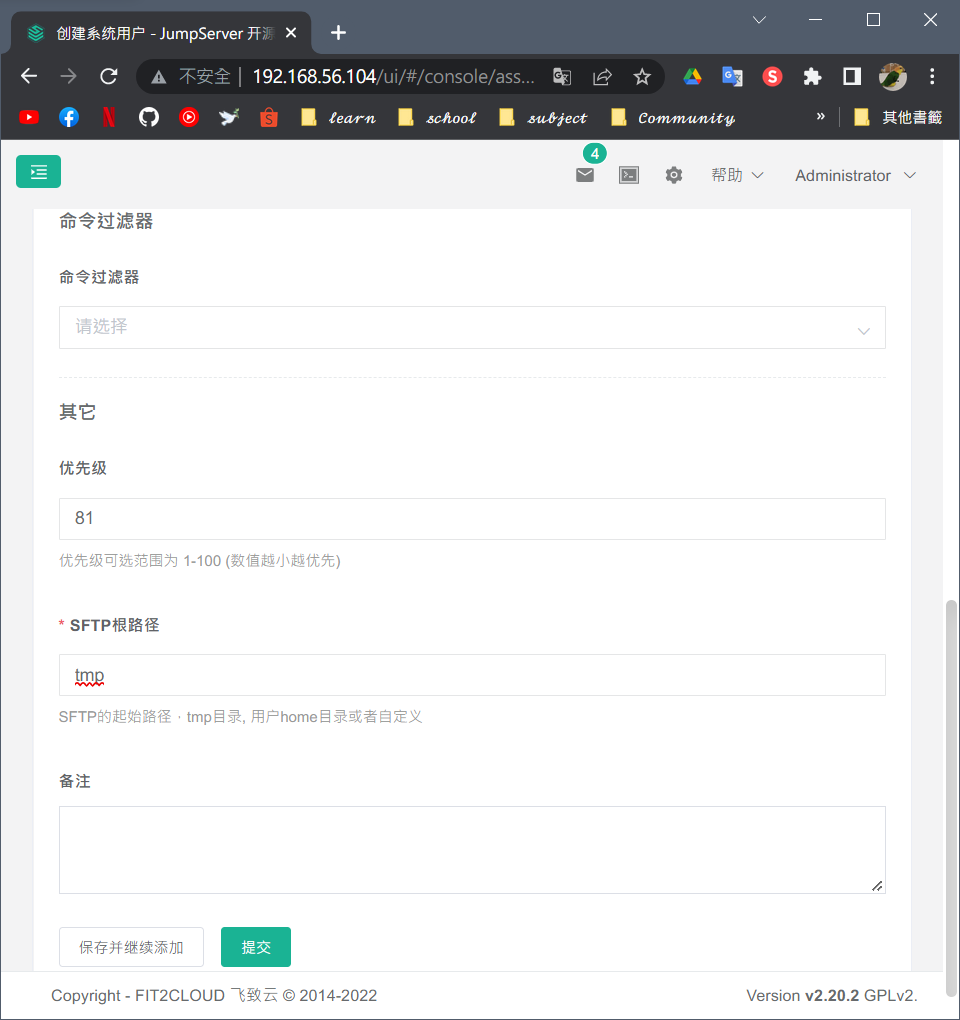 创建系统用户 - JumpServer 开源
不安全 | 192.168.56.104/ui/#/console/ass...
learn school subject Community » 其他書籤
4
帮助 Administrator
命令过滤器
命令过滤器
请选择
其它
优先级
81
优先级可选范围为 1-100 (数值越小越优先)
* SFTP根路径
tmp
SFTP的起始路径，tmp目录, 用户home目录或者自定义
备注
保存并继续添加 提交
Copyright - FIT2CLOUD 飞致云 © 2014-2022 Version v2.20.2 GPLv2.